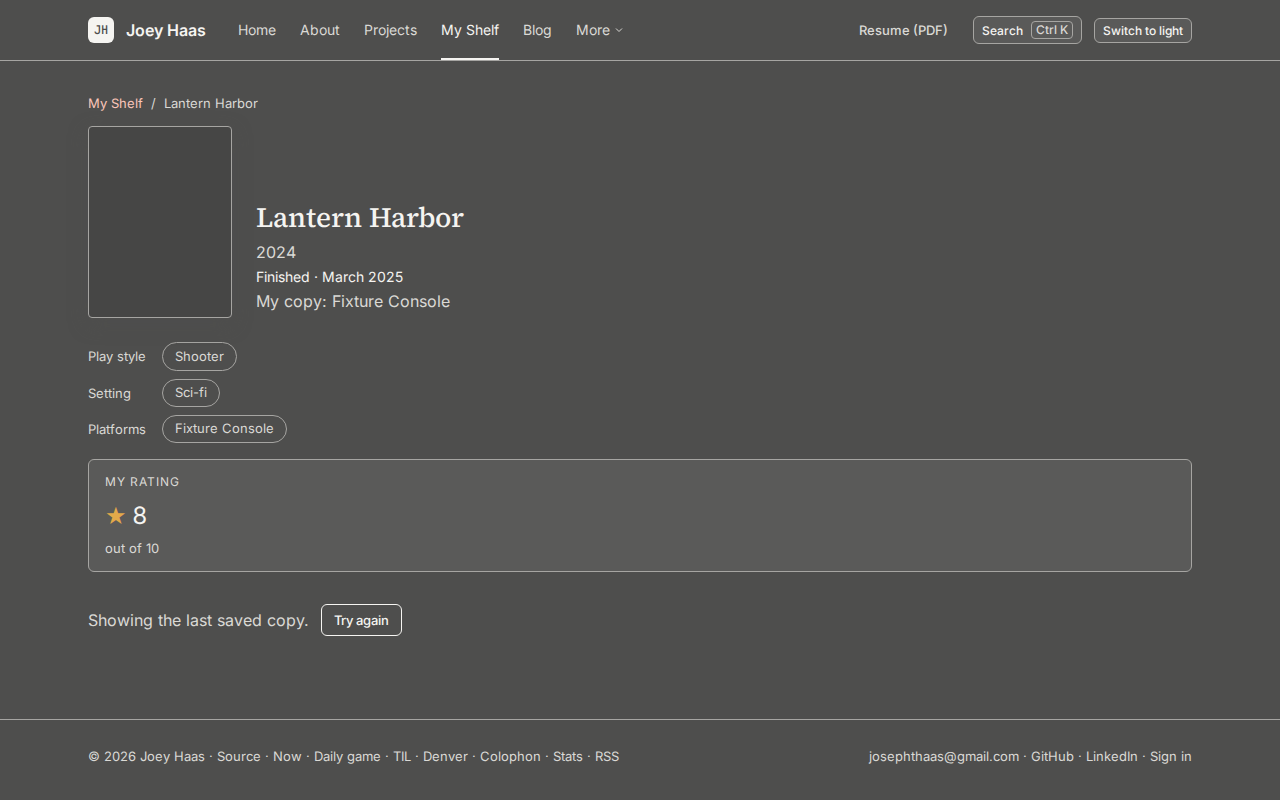 JH Joey Haas Home About Projects My Shelf Blog More Resume (PDF) Search Ctrl K Switch to light
My Shelf / Lantern Harbor
Lantern Harbor
2024
Finished · March 2025
My copy: Fixture Console
Play style Shooter
Setting Sci-fi
Platforms Fixture Console
MY RATING
★ 8
out of 10
Showing the last saved copy. Try again
© 2026 Joey Haas · Source · Now · Daily game · TIL · Denver · Colophon · Stats · RSS josephthaas@gmail.com · GitHub · LinkedIn · Sign in